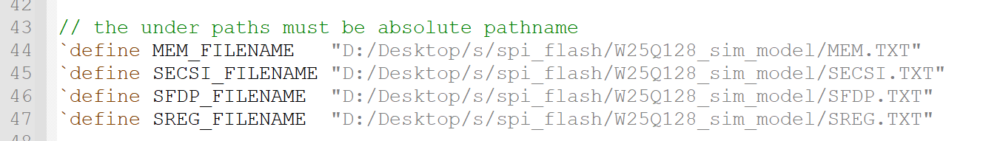 42
43 // the under paths must be absolute pathname
44 `define MEM_FILENAME   "D:/Desktop/s/spi_flash/W25Q128_sim_model/MEM.TXT"
45 `define SECSI_FILENAME "D:/Desktop/s/spi_flash/W25Q128_sim_model/SECSI.TXT"
46 `define SFDP_FILENAME  "D:/Desktop/s/spi_flash/W25Q128_sim_model/SFDP.TXT"
47 `define SREG_FILENAME  "D:/Desktop/s/spi_flash/W25Q128_sim_model/SREG.TXT"
48